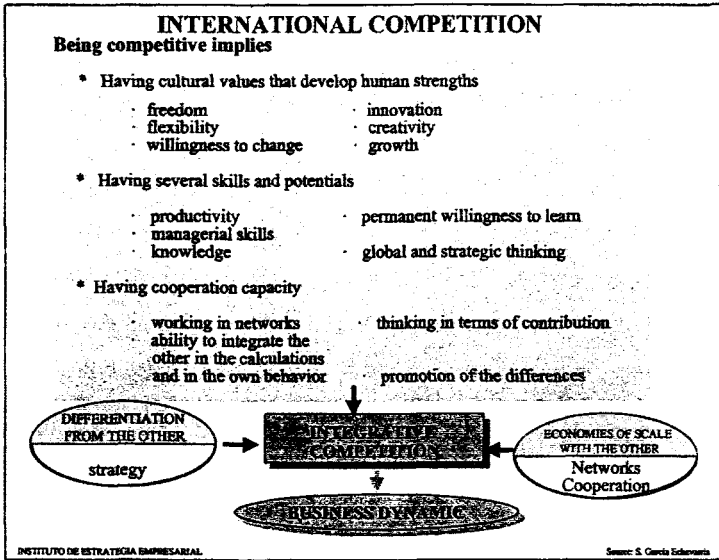 INTERNATIONAL COMPETITION
Being competitive implies
* Having cultural values that develop human strengths
· freedom · innovation
· flexibility · creativity
· willingness to change · growth
* Having several skills and potentials
· productivity · permanent willingness to learn
· managerial skills
· knowledge · global and strategic thinking
* Having cooperation capacity
· working in networks · thinking in terms of contribution
· ability to integrate the
other in the calculations
and in the own behavior · promotion of the differences
DIFFERENTIATION
FROM THE OTHER
strategy
INTEGRATIVE
COMPETITION
ECONOMIES OF SCALE
WITH THE OTHER
Networks
Cooperation
BUSINESS DYNAMIC
INSTITUTO DE ESTRATEGIA EMPRESARIAL
Source: S. García Echevarría